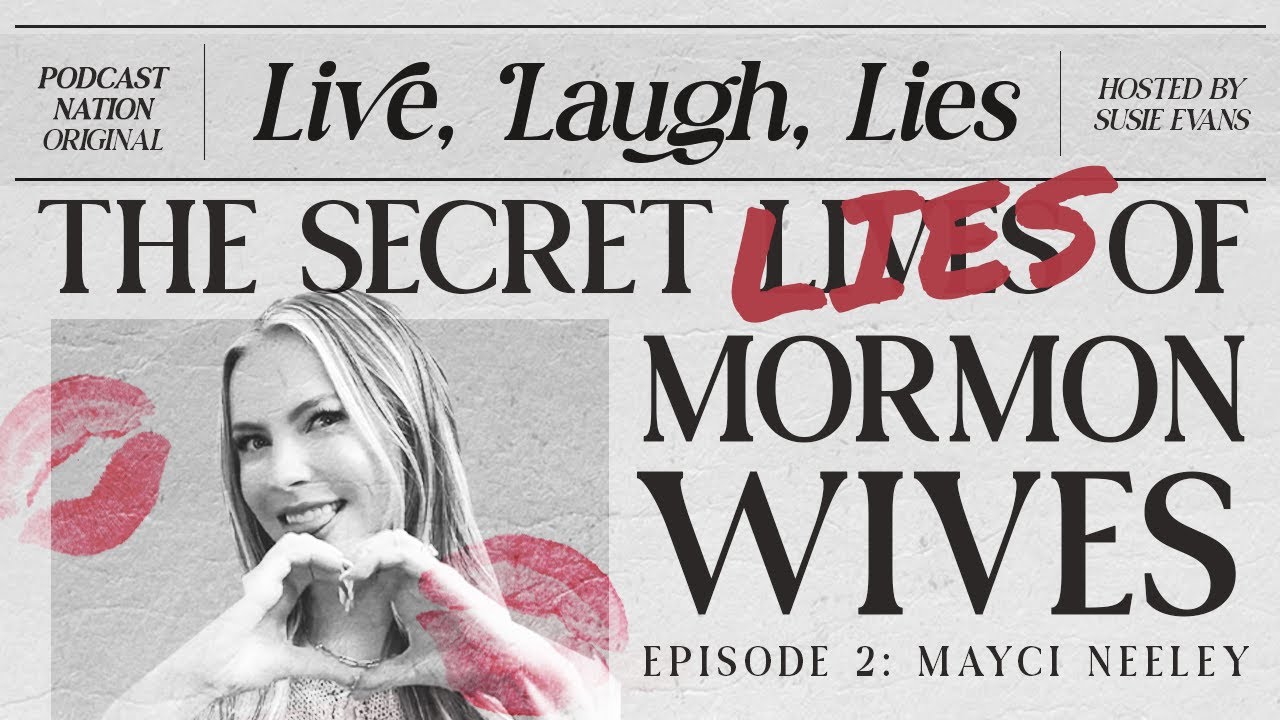 PODCAST
NATION
ORIGINAL
Live, Laugh, Lies
HOSTED BY
SUSIE EVANS
THE SECRET LIVES OF
LIES
MORMON
WIVES
EPISODE 2: MAYCI NEELEY